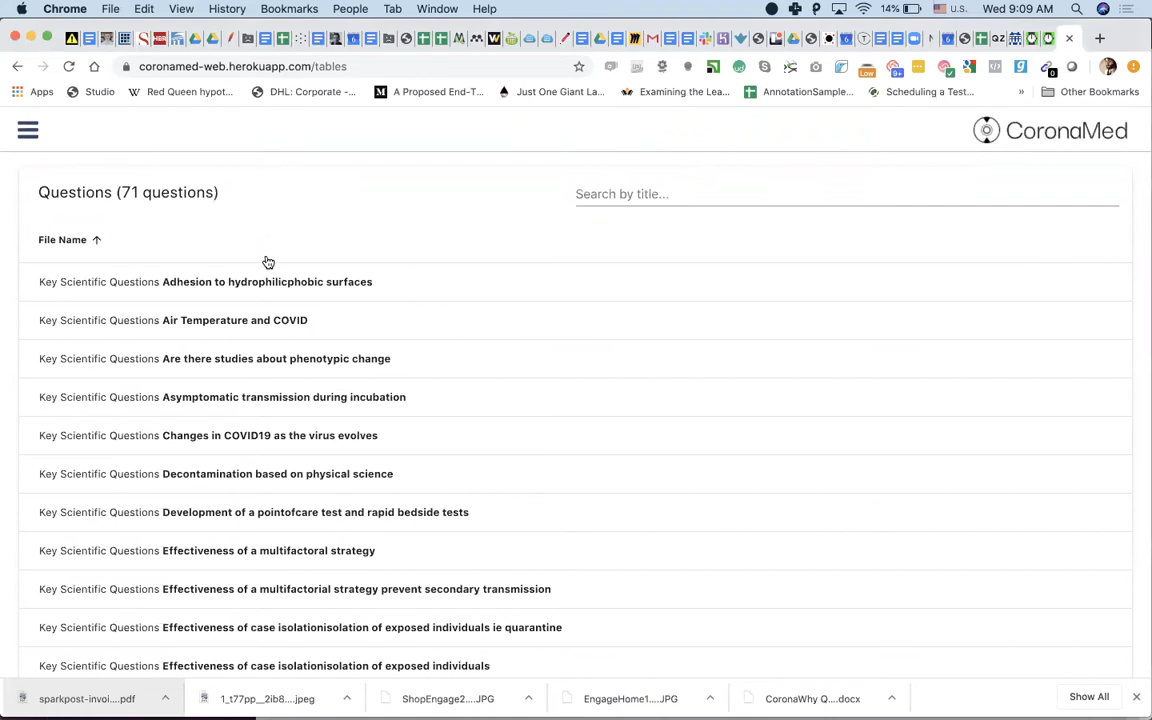 Chrome File Edit View History Bookmarks People Tab Window Help 14% U.S. Wed 9:09 AM
coronamed-web.herokuapp.com/tables
Apps Studio Red Queen hypot... DHL: Corporate -... A Proposed End-T... Just One Giant La... Examining the Lea... AnnotationSample... Scheduling a Test... » Other Bookmarks
CoronaMed
Questions (71 questions)
Search by title...
File Name ↑
Key Scientific Questions Adhesion to hydrophilicphobic surfaces
Key Scientific Questions Air Temperature and COVID
Key Scientific Questions Are there studies about phenotypic change
Key Scientific Questions Asymptomatic transmission during incubation
Key Scientific Questions Changes in COVID19 as the virus evolves
Key Scientific Questions Decontamination based on physical science
Key Scientific Questions Development of a pointofcare test and rapid bedside tests
Key Scientific Questions Effectiveness of a multifactoral strategy
Key Scientific Questions Effectiveness of a multifactorial strategy prevent secondary transmission
Key Scientific Questions Effectiveness of case isolationisolation of exposed individuals ie quarantine
Key Scientific Questions Effectiveness of case isolationisolation of exposed individuals
sparkpost-invoi....pdf 1_t77pp__2ib8....jpeg ShopEngage2....JPG EngageHome1....JPG CoronaWhy Q....docx Show All